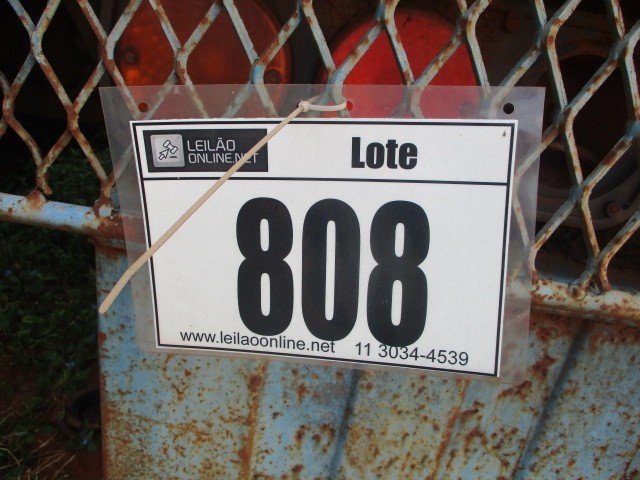 LEILÃO
ONLINE.NET
Lote
808
www.leilaoonline.net 11 3034-4539